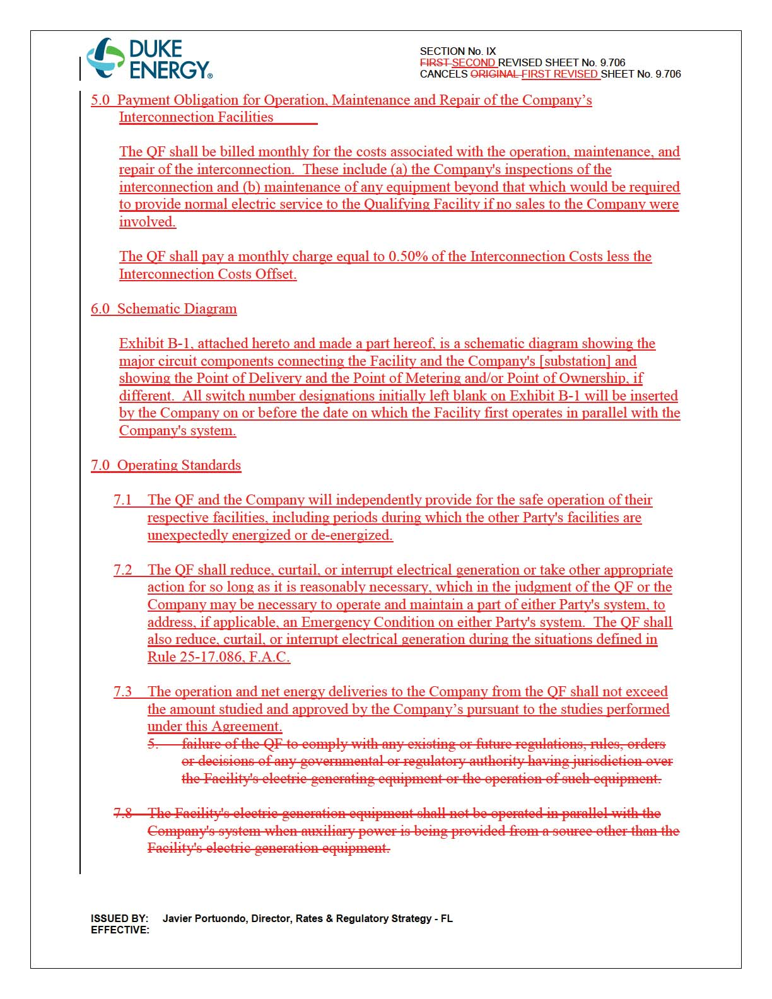 DUKE
ENERGY®
SECTION No. IX
FIRST SECOND REVISED SHEET No. 9.706
CANCELS ORIGINAL FIRST REVISED SHEET No. 9.706
5.0 Payment Obligation for Operation, Maintenance and Repair of the Company’s
Interconnection Facilities
The QF shall be billed monthly for the costs associated with the operation, maintenance, and
repair of the interconnection. These include (a) the Company's inspections of the
interconnection and (b) maintenance of any equipment beyond that which would be required
to provide normal electric service to the Qualifying Facility if no sales to the Company were
involved.
The QF shall pay a monthly charge equal to 0.50% of the Interconnection Costs less the
Interconnection Costs Offset.
6.0 Schematic Diagram
Exhibit B-1, attached hereto and made a part hereof, is a schematic diagram showing the
major circuit components connecting the Facility and the Company's [substation] and
showing the Point of Delivery and the Point of Metering and/or Point of Ownership, if
different. All switch number designations initially left blank on Exhibit B-1 will be inserted
by the Company on or before the date on which the Facility first operates in parallel with the
Company's system.
7.0 Operating Standards
7.1 The QF and the Company will independently provide for the safe operation of their
respective facilities, including periods during which the other Party's facilities are
unexpectedly energized or de-energized.
7.2 The QF shall reduce, curtail, or interrupt electrical generation or take other appropriate
action for so long as it is reasonably necessary, which in the judgment of the QF or the
Company may be necessary to operate and maintain a part of either Party's system, to
address, if applicable, an Emergency Condition on either Party's system. The QF shall
also reduce, curtail, or interrupt electrical generation during the situations defined in
Rule 25-17.086, F.A.C.
7.3 The operation and net energy deliveries to the Company from the QF shall not exceed
the amount studied and approved by the Company’s pursuant to the studies performed
under this Agreement.
5. failure of the QF to comply with any existing or future regulations, rules, orders
or decisions of any governmental or regulatory authority having jurisdiction over
the Facility's electric generating equipment or the operation of such equipment.
7.8 The Facility's electric generation equipment shall not be operated in parallel with the
Company's system when auxiliary power is being provided from a source other than the
Facility's electric generation equipment.
ISSUED BY: Javier Portuondo, Director, Rates & Regulatory Strategy - FL
EFFECTIVE: